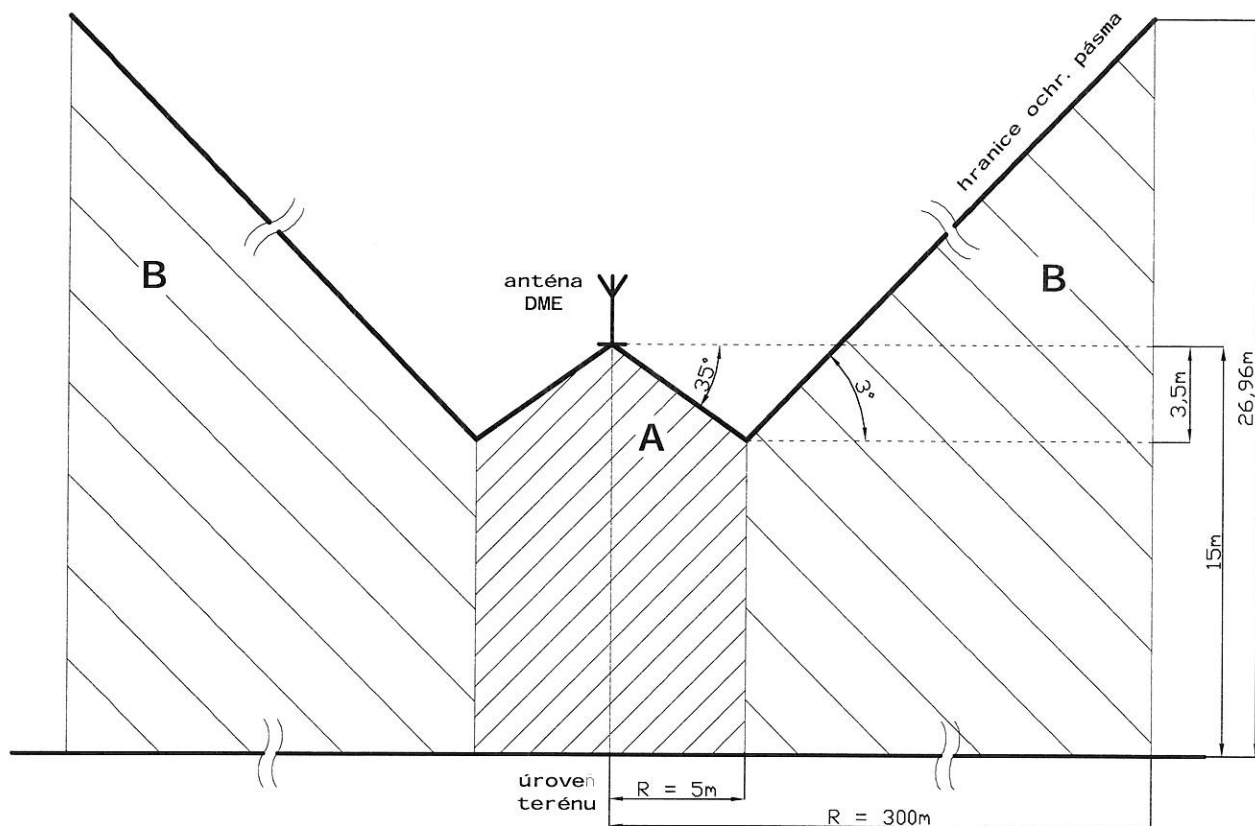 hranice ochr. pásma
B
anténa
DME
B
35°
3°
A
3,5m
26,96m
15m
úroveň
terénu
R = 5m
R = 300m